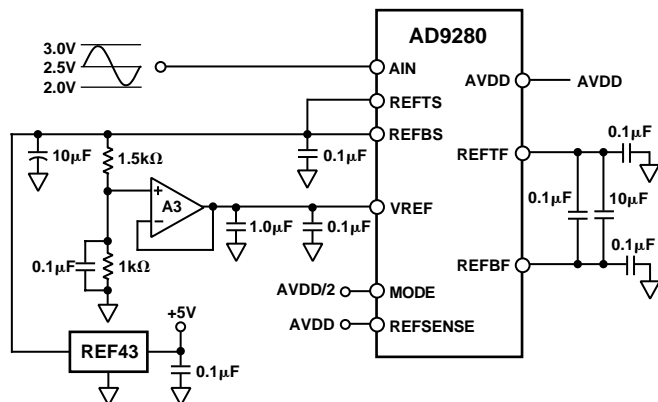 3.0V
2.5V
2.0V
AD9280
AIN
AVDD
AVDD
REFTS
REFBS
10µF
1.5kΩ
0.1µF
REFTF
0.1µF
A3
+
−
VREF
1.0µF
0.1µF
0.1µF
10µF
0.1µF
1kΩ
REFBF
0.1µF
AVDD/2
MODE
AVDD
REFSENSE
+5V
REF43
0.1µF